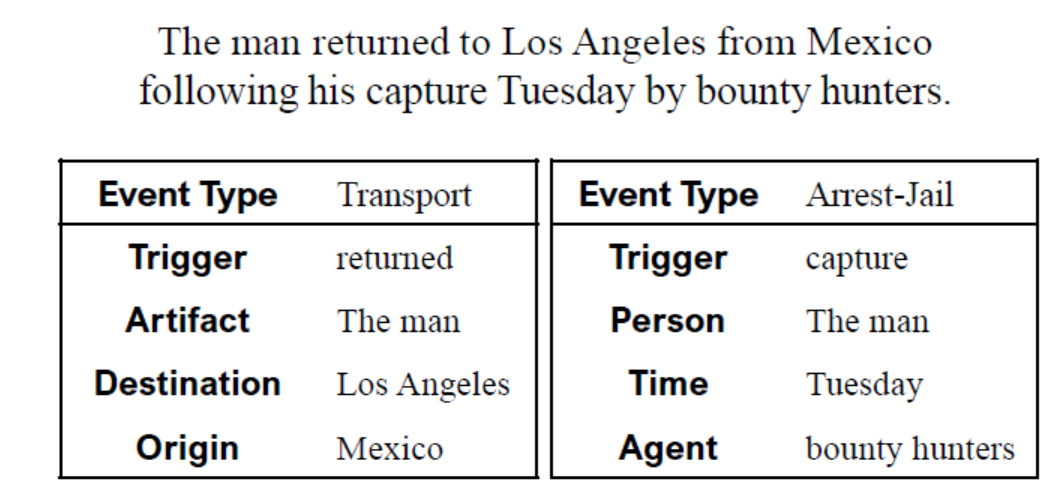 The man returned to Los Angeles from Mexico
following his capture Tuesday by bounty hunters.
Event Type Transport
Trigger returned
Artifact The man
Destination Los Angeles
Origin Mexico
Event Type Arrest-Jail
Trigger capture
Person The man
Time Tuesday
Agent bounty hunters